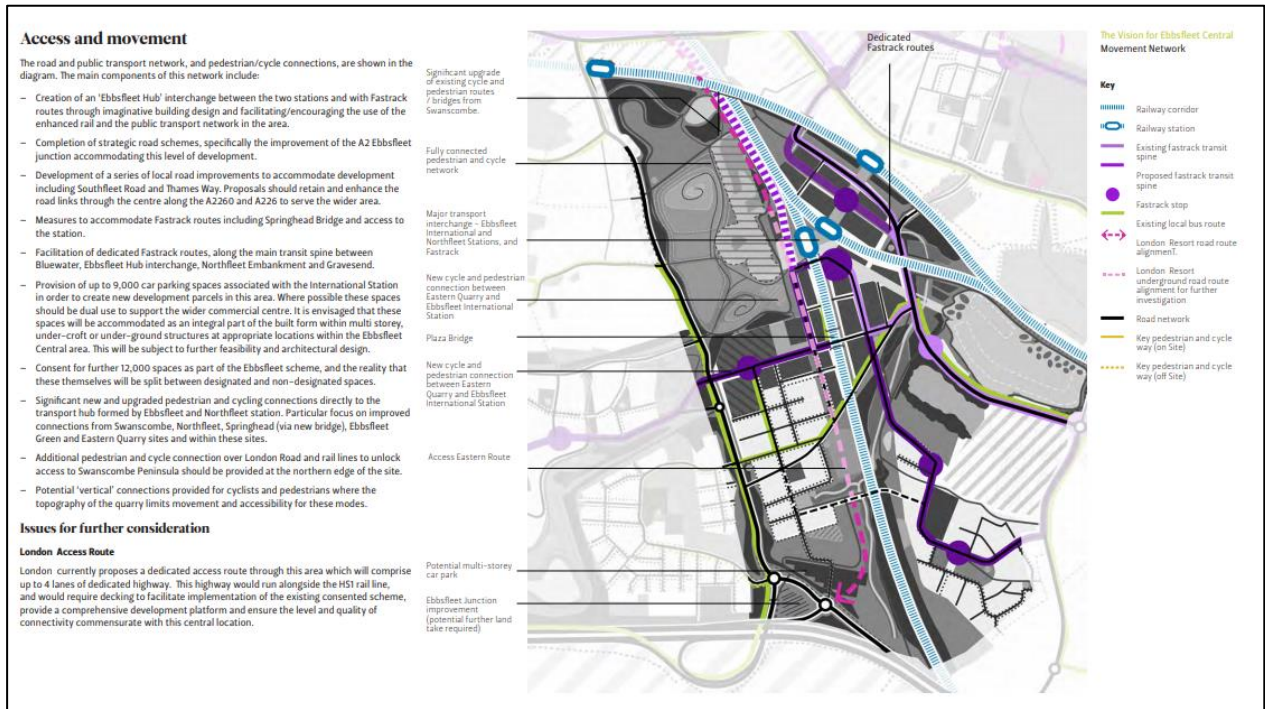 Access and movement
The road and public transport network, and pedestrian/cycle connections, are shown in the
diagram. The main components of this network include:
– Creation of an 'Ebbsfleet Hub' interchange between the two stations and with Fastrack
routes through imaginative building design and facilitating/encouraging the use of the
enhanced rail and the public transport network in the area.
– Completion of strategic road schemes, specifically the improvement of the A2 Ebbsfleet
junction accommodating this level of development.
– Development of a series of local road improvements to accommodate development
including Southfleet Road and Thames Way. Proposals should retain and enhance the
road links through the centre along the A2260 and A226 to serve the wider area.
– Measures to accommodate Fastrack routes including Springhead Bridge and access to
the station.
– Facilitation of dedicated Fastrack routes, along the main transit spine between
Bluewater, Ebbsfleet Hub interchange, Northfleet Embankment and Gravesend.
– Provision of up to 9,000 car parking spaces associated with the International Station
in order to create new development parcels in this area. Where possible these spaces
should be dual use to support the wider commercial centre. It is envisaged that these
spaces will be accommodated as an integral part of the built form within multi storey,
under-croft or under-ground structures at appropriate locations within the Ebbsfleet
Central area. This will be subject to further feasibility and architectural design.
– Consent for further 12,000 spaces as part of the Ebbsfleet scheme, and the reality that
these themselves will be split between designated and non-designated spaces.
– Significant new and upgraded pedestrian and cycling connections directly to the
transport hub formed by Ebbsfleet and Northfleet station. Particular focus on improved
connections from Swanscombe, Northfleet, Springhead (via new bridge), Ebbsfleet
Green and Eastern Quarry sites and within these sites.
– Additional pedestrian and cycle connection over London Road and rail lines to unlock
access to Swanscombe Peninsula should be provided at the northern edge of the site.
– Potential 'vertical' connections provided for cyclists and pedestrians where the
topography of the quarry limits movement and accessibility for these modes.
Issues for further consideration
London Access Route
London currently proposes a dedicated access route through this area which will comprise
up to 4 lanes of dedicated highway. This highway would run alongside the HS1 rail line,
and would require decking to facilitate implementation of the existing consented scheme,
provide a comprehensive development platform and ensure the level and quality of
connectivity commensurate with this central location.
Significant upgrade
of existing cycle and
pedestrian routes
/ bridges from
Swanscombe.
Fully connected
pedestrian and cycle
network
Major transport
interchange – Ebbsfleet
International and
Northfleet Stations, and
Fastrack
New cycle and pedestrian
connection between
Eastern Quarry and
Ebbsfleet International
Station
Plaza Bridge
New cycle and
pedestrian connection
between Eastern
Quarry and Ebbsfleet
International Station
Access Eastern Route
Potential multi-storey
car park
Ebbsfleet Junction
improvement
(potential further land
take required)
Dedicated
Fastrack routes
The Vision for Ebbsfleet Central
Movement Network
Key
Railway corridor
Railway station
Existing fastrack transit
spine
Proposed fastrack transit
spine
Fastrack stop
Existing local bus route
London Resort road route
alignmenT.
London Resort
underground road route
alignment for further
investigation
Road network
Key pedestrian and cycle
way (on Site)
Key pedestrian and cycle
way (off Site)